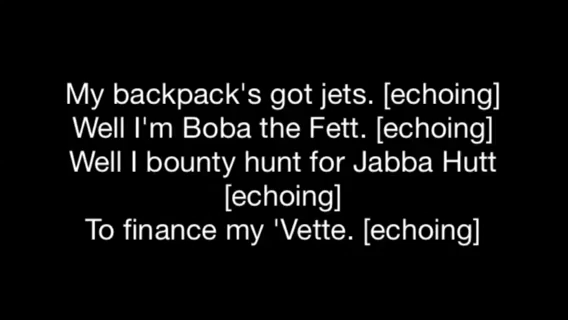 My backpack's got jets. [echoing]
Well I'm Boba the Fett. [echoing]
Well I bounty hunt for Jabba Hutt
[echoing]
To finance my 'Vette. [echoing]